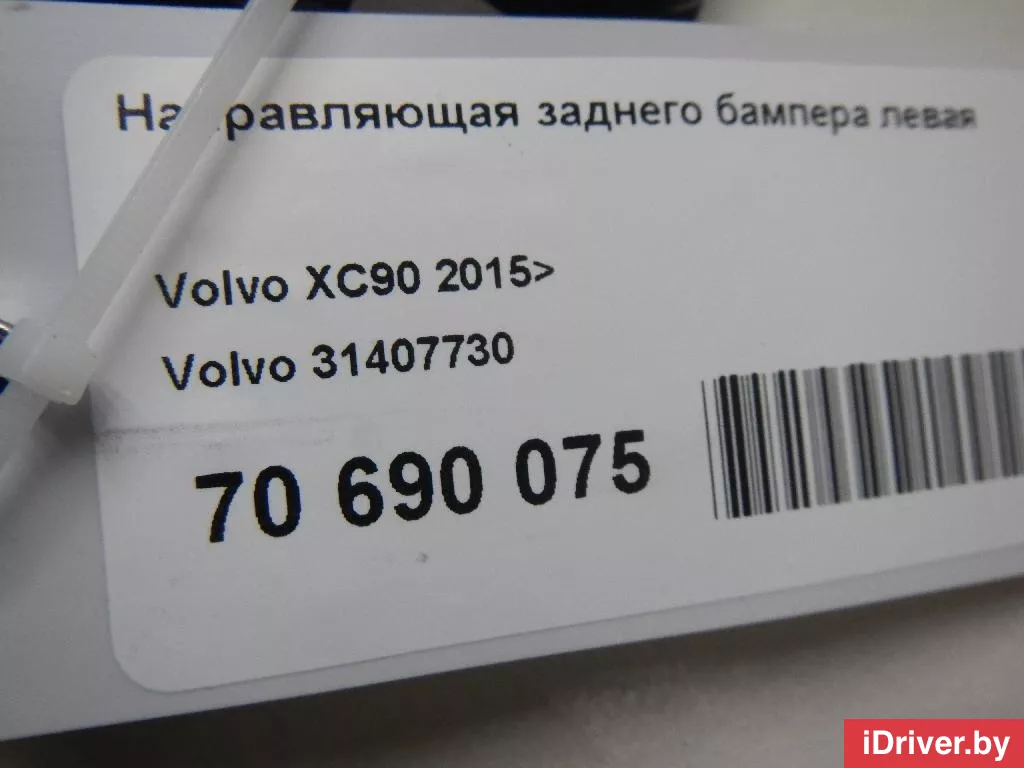 Направляющая заднего бампера левая
Volvo XC90 2015>
Volvo 31407730
70 690 075
iDriver.by